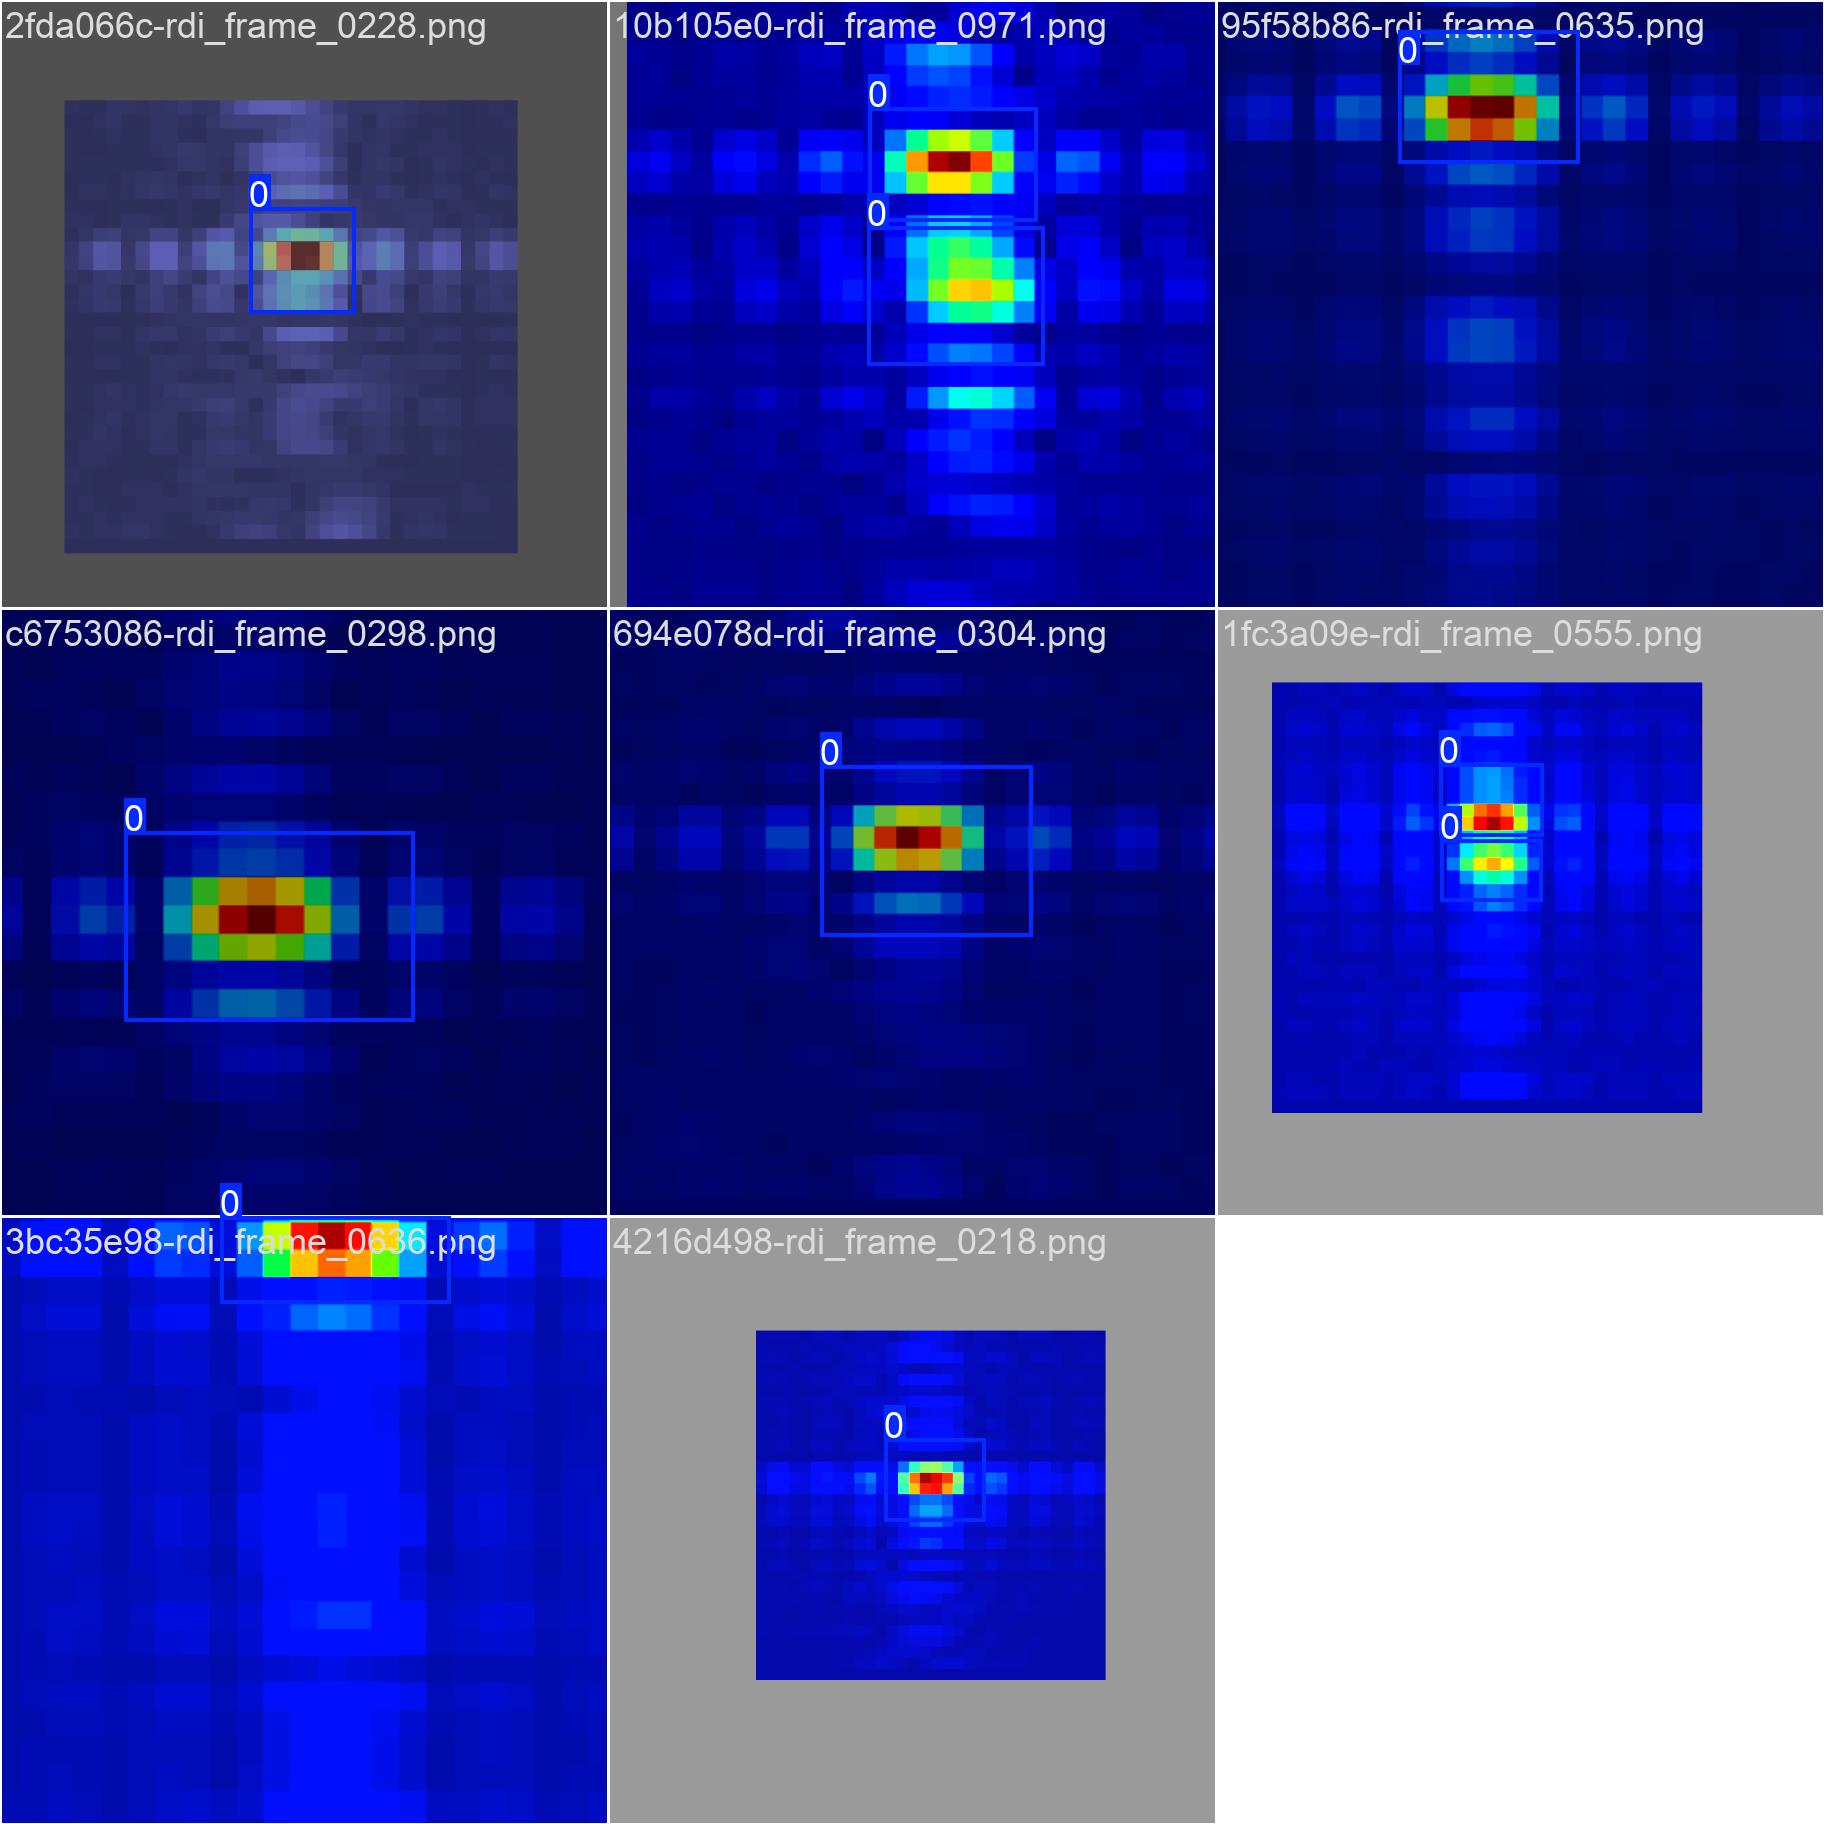 2fda066c-rdi_frame_0228.png
0
10b105e0-rdi_frame_0971.png
0
0
95f58b86-rdi_frame_0635.png
0
c6753086-rdi_frame_0298.png
0
694e078d-rdi_frame_0304.png
0
1fc3a09e-rdi_frame_0555.png
0
0
3bc35e98-rdi_frame_0636.png
0
4216d498-rdi_frame_0218.png
0